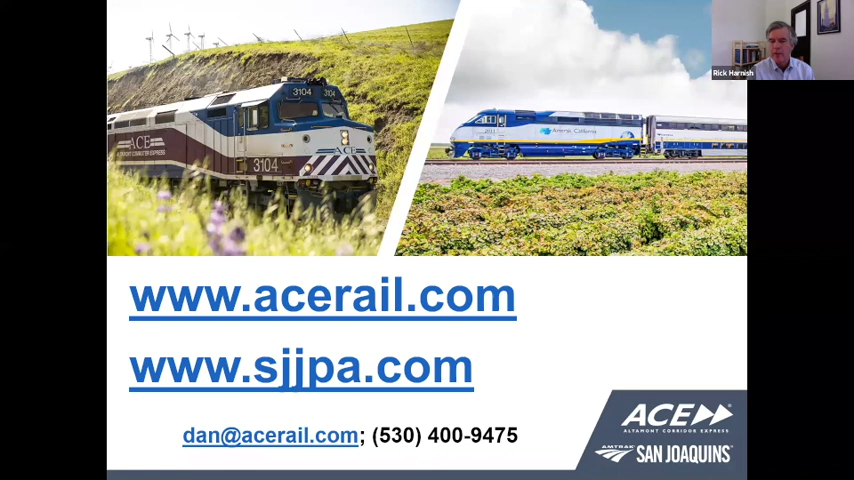 3104
3104
ACE
ALTAMONT COMMUTER EXPRESS
3104
ACE
Amtrak California
Rick Harnish
www.acerail.com
www.sjjpa.com
dan@acerail.com; (530) 400-9475
ACE
ALTAMONT CORRIDOR EXPRESS
AMTRAK
SAN JOAQUINS